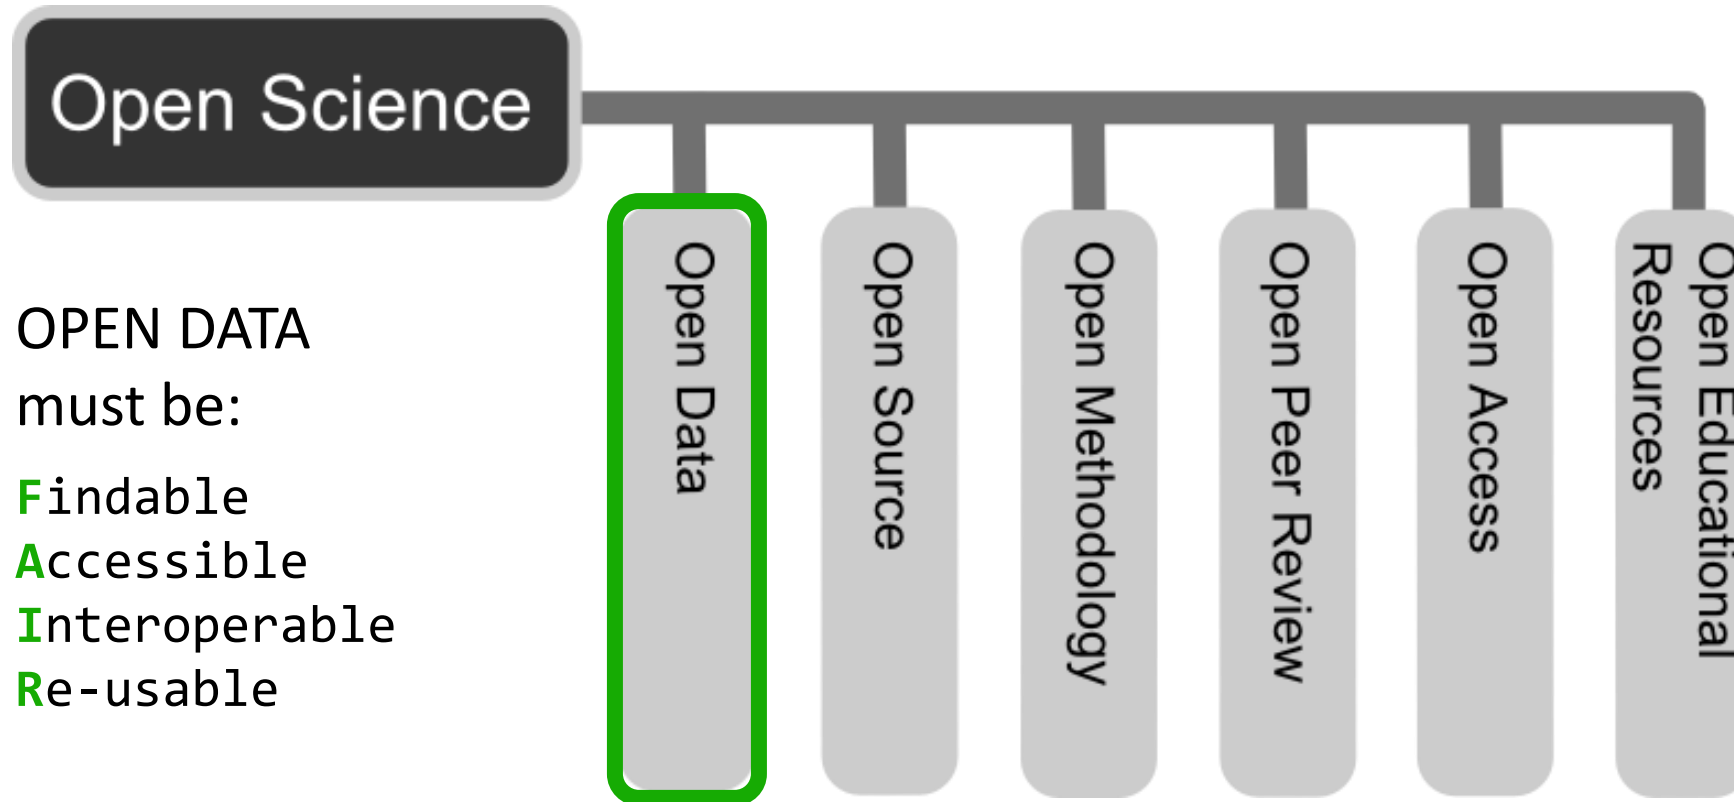 Open Science
OPEN DATA
must be:
Findable
Accessible
Interoperable
Re-usable
Open Data
Open Source
Open Methodology
Open Peer Review
Open Access
Open Educational
Resources